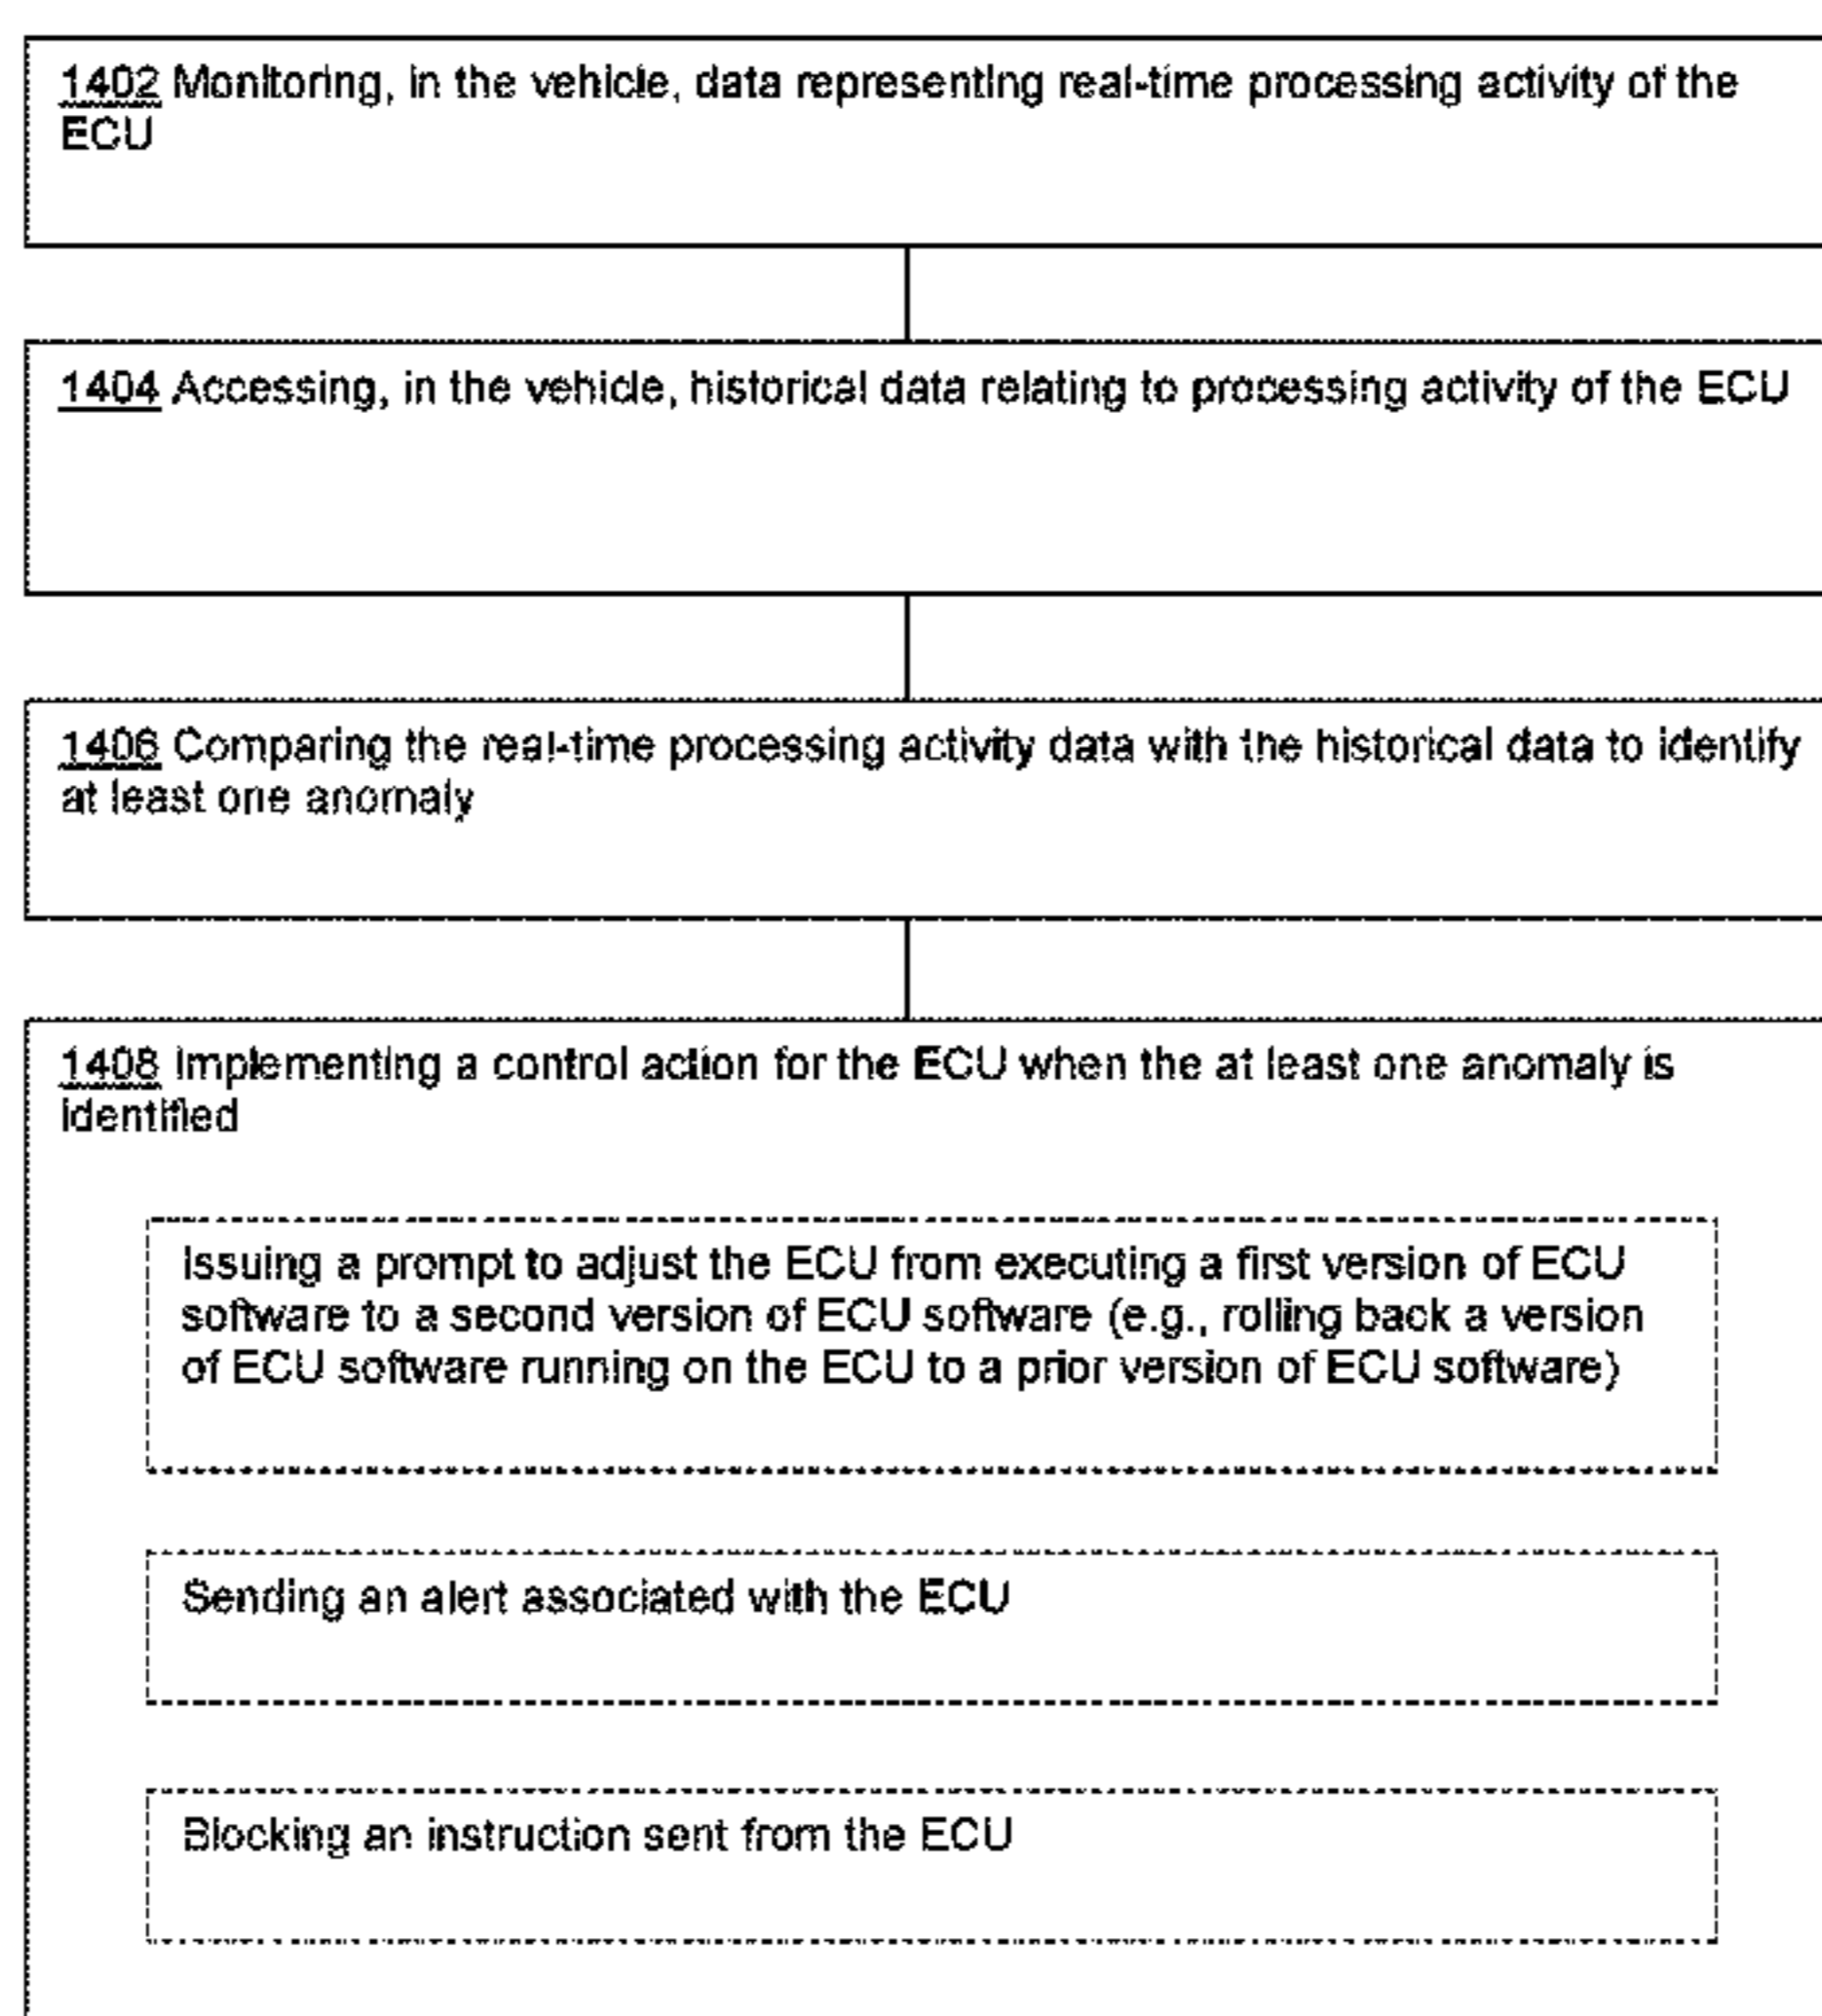 1402 Monitoring, in the vehicle, data representing real-time processing activity of the
ECU
1404 Accessing, in the vehicle, historical data relating to processing activity of the ECU
1406 Comparing the real-time processing activity data with the historical data to identify
at least one anomaly
1408 Implementing a control action for the ECU when the at least one anomaly is
identified
Issuing a prompt to adjust the ECU from executing a first version of ECU
software to a second version of ECU software (e.g., rolling back a version
of ECU software running on the ECU to a prior version of ECU software)
Sending an alert associated with the ECU
Blocking an instruction sent from the ECU